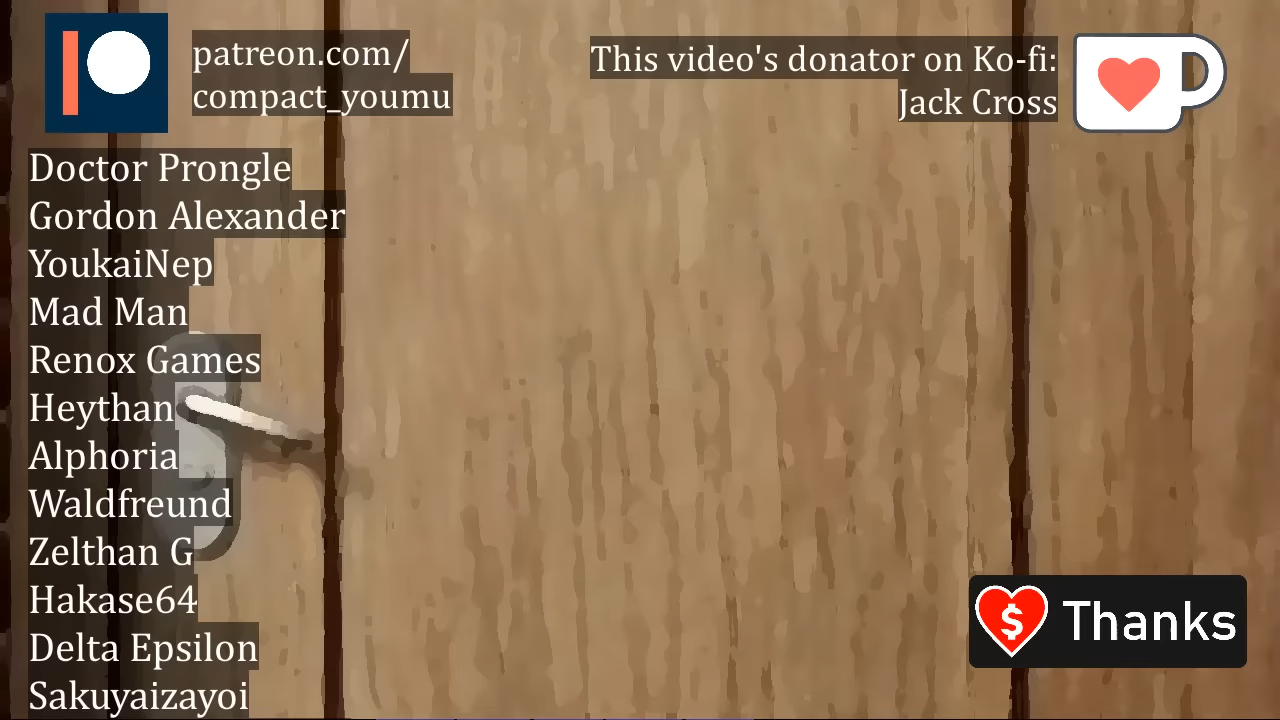 patreon.com/
compact_youmu
This video's donator on Ko-fi:
Jack Cross
Doctor Prongle
Gordon Alexander
YoukaiNep
Mad Man
Renox Games
Heythan
Alphoria
Waldfreund
Zelthan G
Hakase64
Delta Epsilon
Sakuyaizayoi
$ Thanks